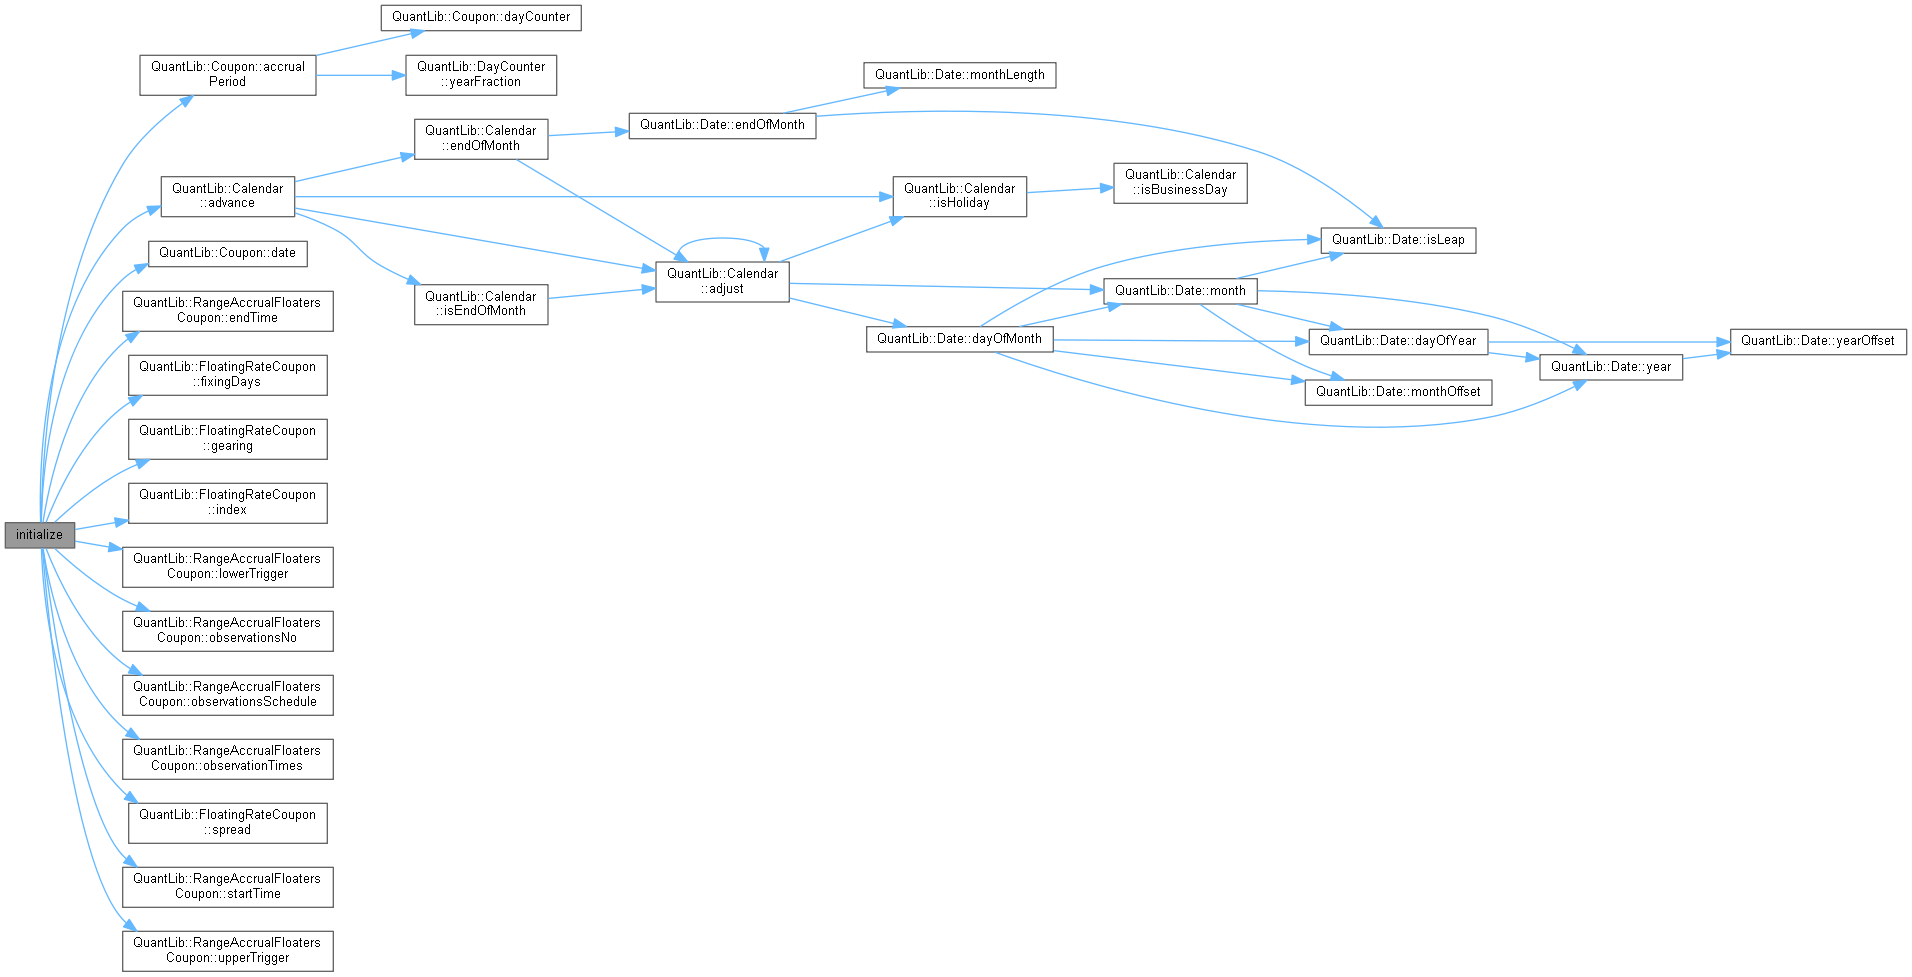 QuantLib::Coupon::dayCounter
QuantLib::Coupon::accrual
Period
QuantLib::DayCounter
::yearFraction
QuantLib::Date::monthLength
QuantLib::Date::endOfMonth
QuantLib::Calendar
::endOfMonth
QuantLib::Calendar
::advance
QuantLib::Calendar
::isHoliday
QuantLib::Calendar
::isBusinessDay
QuantLib::Date::isLeap
QuantLib::Coupon::date
QuantLib::Calendar
::adjust
QuantLib::Calendar
::isEndOfMonth
QuantLib::Date::month
QuantLib::RangeAccrualFloaters
Coupon::endTime
QuantLib::Date::dayOfMonth
QuantLib::Date::dayOfYear
QuantLib::Date::yearOffset
QuantLib::Date::year
QuantLib::Date::monthOffset
QuantLib::FloatingRateCoupon
::fixingDays
QuantLib::FloatingRateCoupon
::gearing
QuantLib::FloatingRateCoupon
::index
initialize
QuantLib::RangeAccrualFloaters
Coupon::lowerTrigger
QuantLib::RangeAccrualFloaters
Coupon::observationsNo
QuantLib::RangeAccrualFloaters
Coupon::observationsSchedule
QuantLib::RangeAccrualFloaters
Coupon::observationTimes
QuantLib::FloatingRateCoupon
::spread
QuantLib::RangeAccrualFloaters
Coupon::startTime
QuantLib::RangeAccrualFloaters
Coupon::upperTrigger